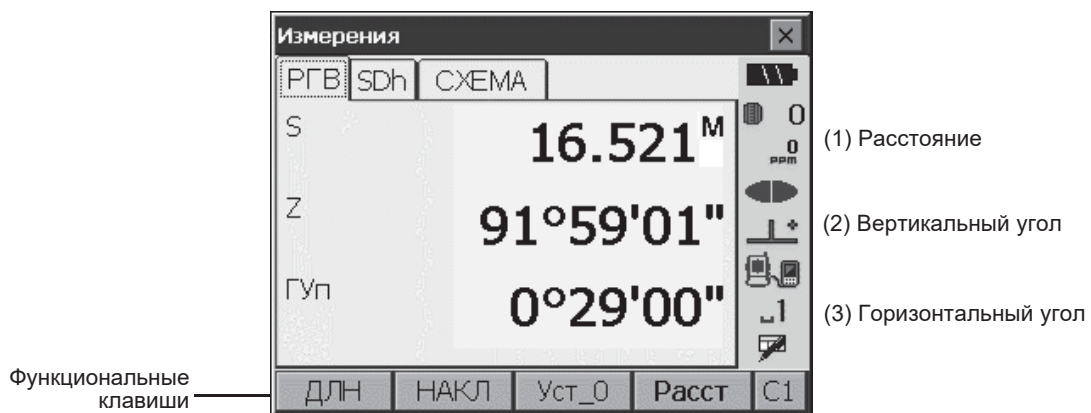 Измерения
РГВ SDh СХЕМА
S 16.521 М
0
0
ppm
(1) Расстояние
Z 91°59'01"
(2) Вертикальный угол
ГУп 0°29'00"
1
(3) Горизонтальный угол
Функциональные
клавиши
ДЛН НАКЛ Уст_0 Расст С1